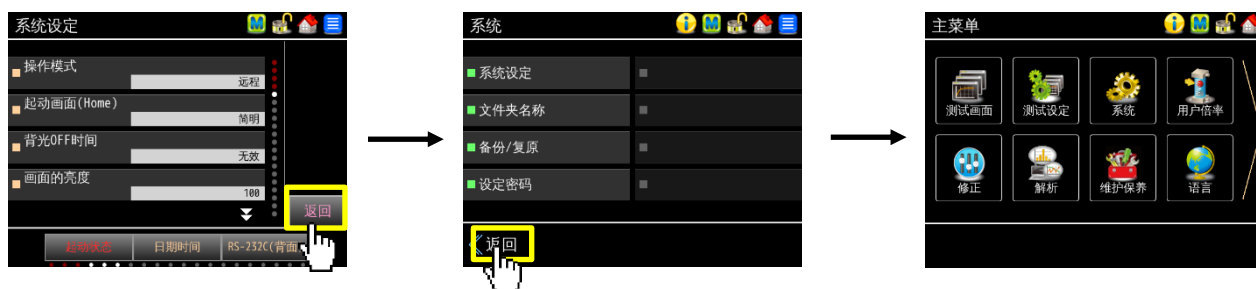 系统设定
操作模式
远程
起动画面(Home)
简明
背光OFF时间
无效
画面的亮度
100
返回
起动状态
日期时间
RS-232C(背面
系统
系统设定
文件夹名称
备份/复原
设定密码
返回
主菜单
测试画面
测试设定
系统
用户倍率
修正
解析
维护保养
语言